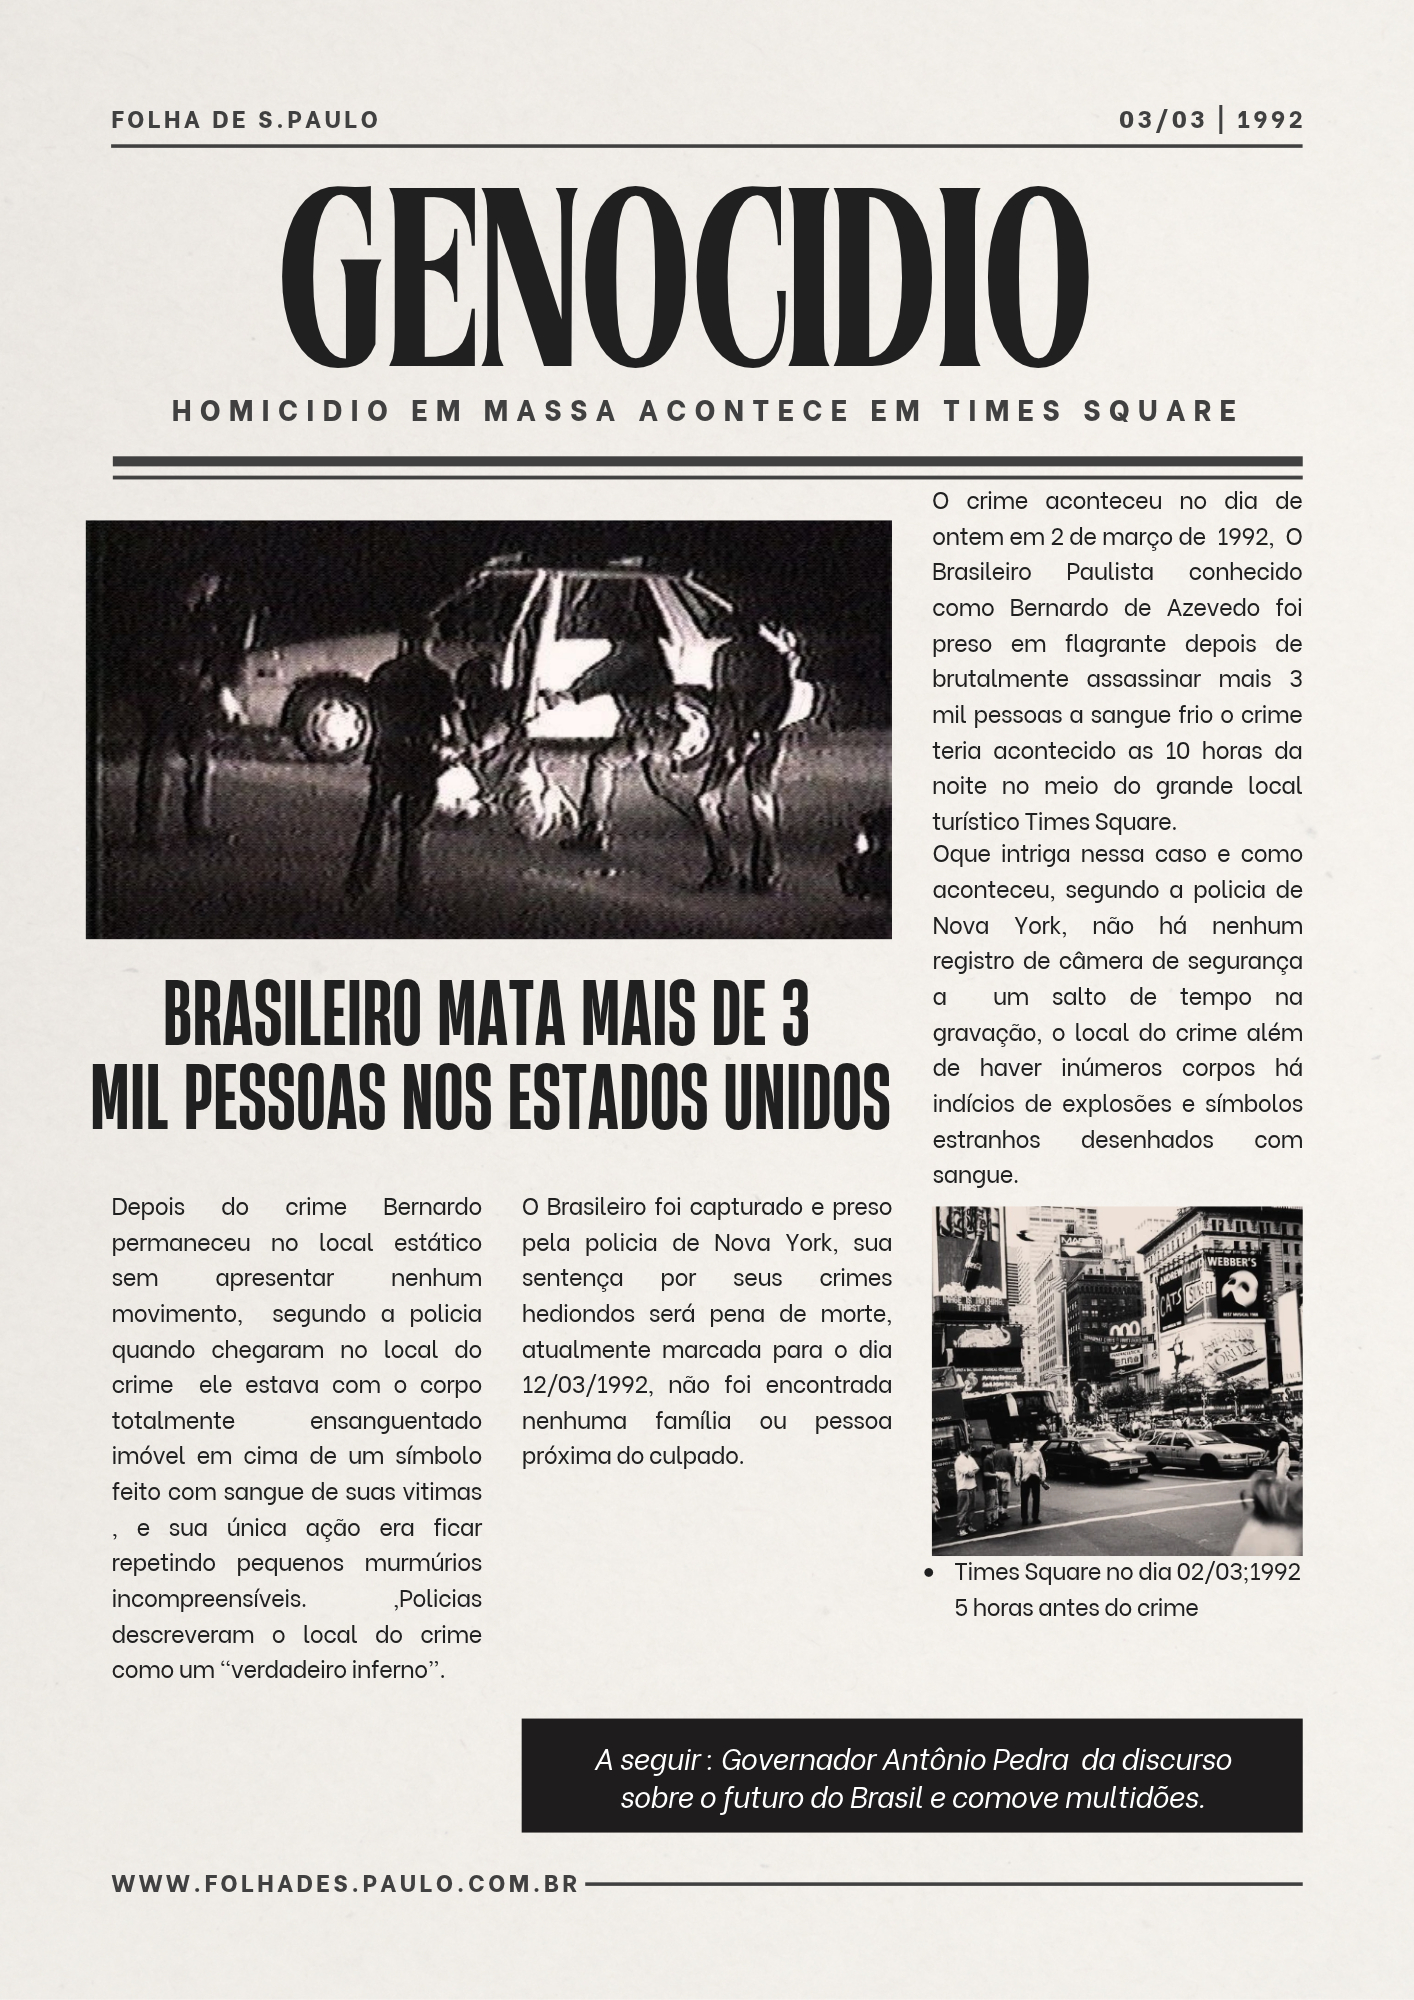 FOLHA DE S.PAULO
03/03 | 1992
GENOCIDIO
HOMICIDIO EM MASSA ACONTECE EM TIMES SQUARE
O crime aconteceu no dia de
ontem em 2 de março de 1992, O
Brasileiro Paulista conhecido
como Bernardo de Azevedo foi
preso em flagrante depois de
brutalmente assassinar mais 3
mil pessoas a sangue frio o crime
teria acontecido as 10 horas da
noite no meio do grande local
turístico Times Square.
Oque intriga nessa caso e como
aconteceu, segundo a policia de
Nova York, não há nenhum
registro de câmera de segurança
a um salto de tempo na
gravação, o local do crime além
de haver inúmeros corpos há
indícios de explosões e símbolos
estranhos desenhados com
sangue.
BRASILEIRO MATA MAIS DE 3
MIL PESSOAS NOS ESTADOS UNIDOS
Depois do crime Bernardo
permaneceu no local estático
sem apresentar nenhum
movimento, segundo a policia
quando chegaram no local do
crime ele estava com o corpo
totalmente ensanguentado
imóvel em cima de um símbolo
feito com sangue de suas vitimas
, e sua única ação era ficar
repetindo pequenos murmúrios
incompreensíveis. ,Policias
descreveram o local do crime
como um “verdadeiro inferno”.
O Brasileiro foi capturado e preso
pela policia de Nova York, sua
sentença por seus crimes
hediondos será pena de morte,
atualmente marcada para o dia
12/03/1992, não foi encontrada
nenhuma família ou pessoa
próxima do culpado.
WEBBER'S
CATS
SUNSET
• Times Square no dia 02/03;1992
5 horas antes do crime
A seguir : Governador Antônio Pedra da discurso
sobre o futuro do Brasil e comove multidões.
WWW.FOLHADES.PAULO.COM.BR